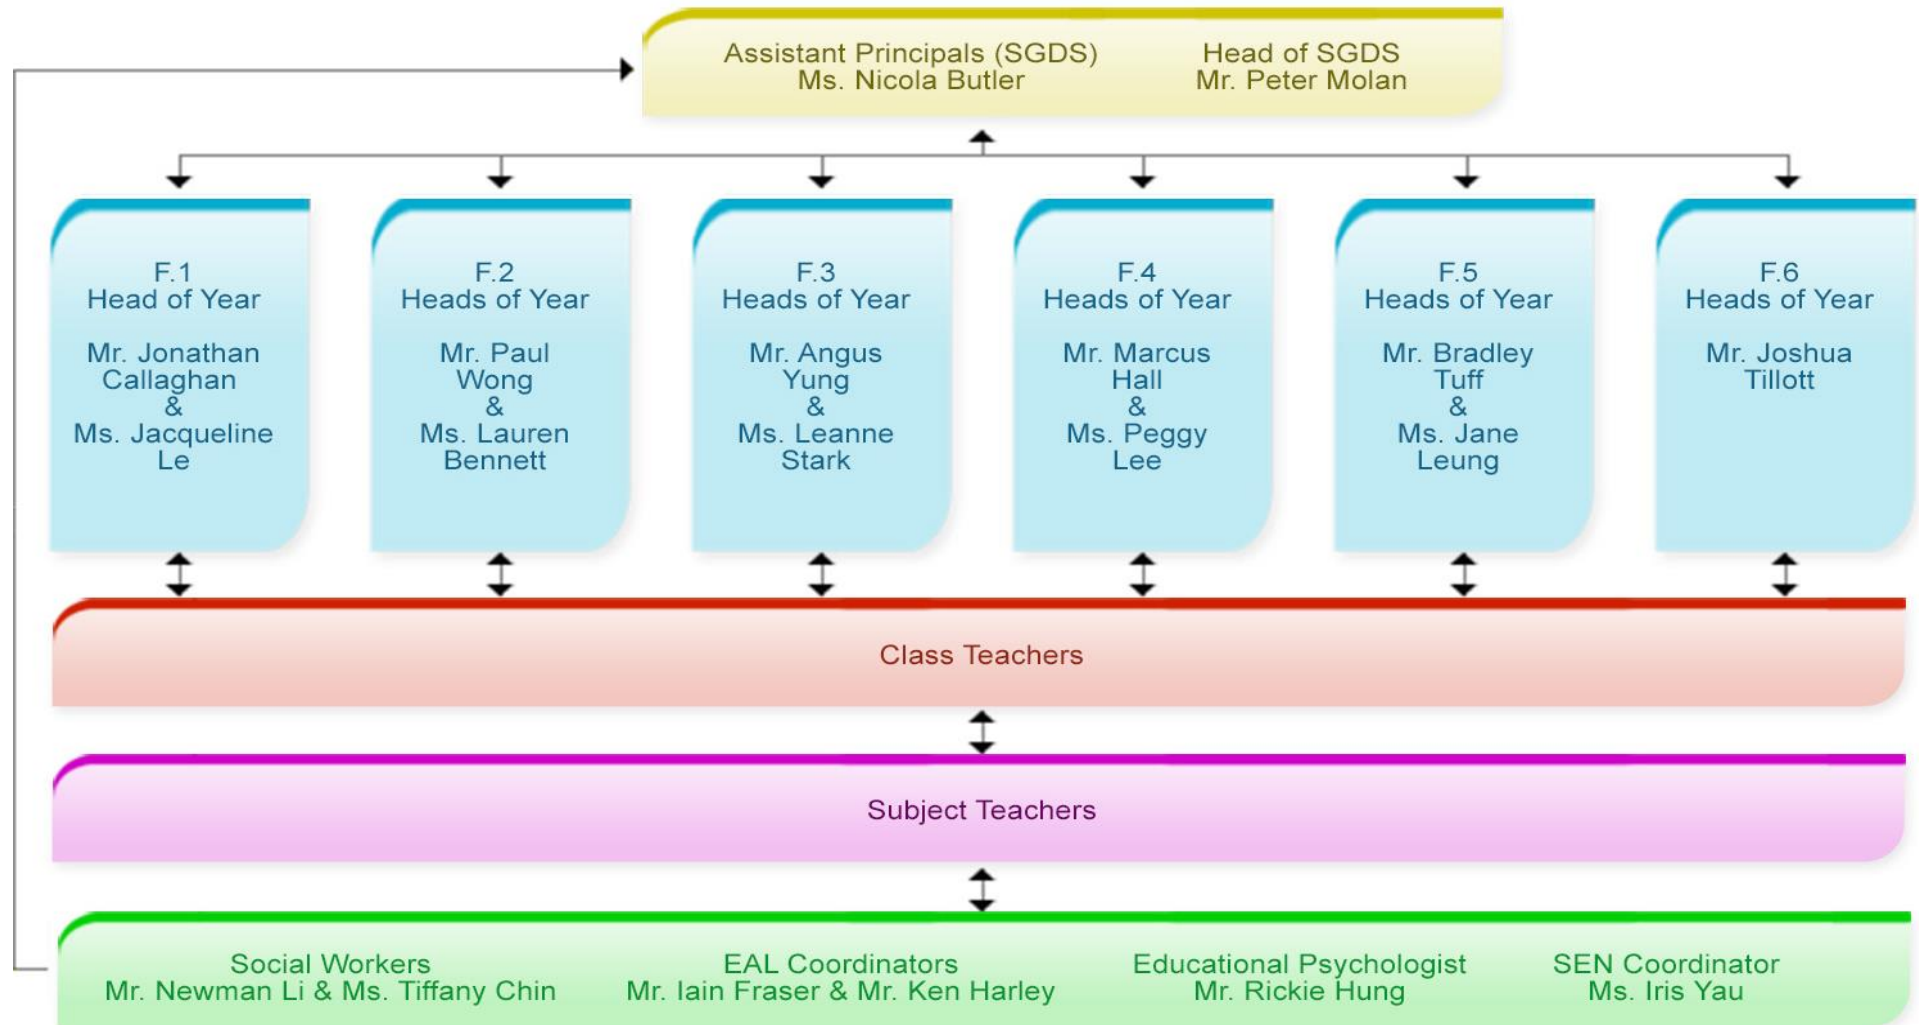 Assistant Principals (SGDS)
Ms. Nicola Butler
Head of SGDS
Mr. Peter Molan
F.1
Head of Year
Mr. Jonathan
Callaghan
&
Ms. Jacqueline
Le
F.2
Heads of Year
Mr. Paul
Wong
&
Ms. Lauren
Bennett
F.3
Heads of Year
Mr. Angus
Yung
&
Ms. Leanne
Stark
F.4
Heads of Year
Mr. Marcus
Hall
&
Ms. Peggy
Lee
F.5
Heads of Year
Mr. Bradley
Tuff
&
Ms. Jane
Leung
F.6
Heads of Year
Mr. Joshua
Tillott
Class Teachers
Subject Teachers
Social Workers
Mr. Newman Li & Ms. Tiffany Chin
EAL Coordinators
Mr. Iain Fraser & Mr. Ken Harley
Educational Psychologist
Mr. Rickie Hung
SEN Coordinator
Ms. Iris Yau